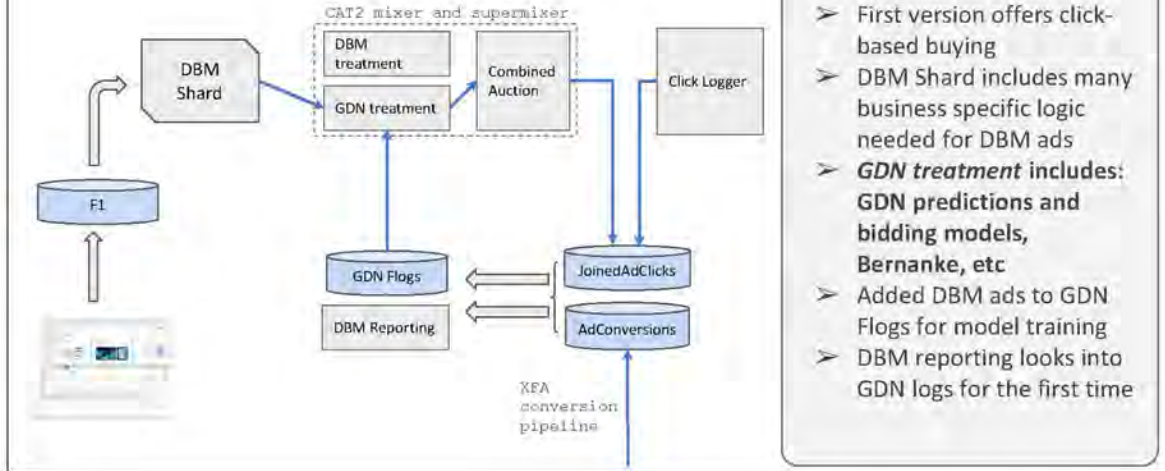 CAT2 mixer and supermixer
DBM
treatment
DBM
Shard
GDN treatment
Combined
Auction
Click Logger
F1
GDN Flogs
DBM Reporting
JoinedAdClicks
AdConversions
XFA
conversion
pipeline
➢ First version offers click-
based buying
➢ DBM Shard includes many
business specific logic
needed for DBM ads
➢ GDN treatment includes:
GDN predictions and
bidding models,
Bernanke, etc
➢ Added DBM ads to GDN
Flogs for model training
➢ DBM reporting looks into
GDN logs for the first time